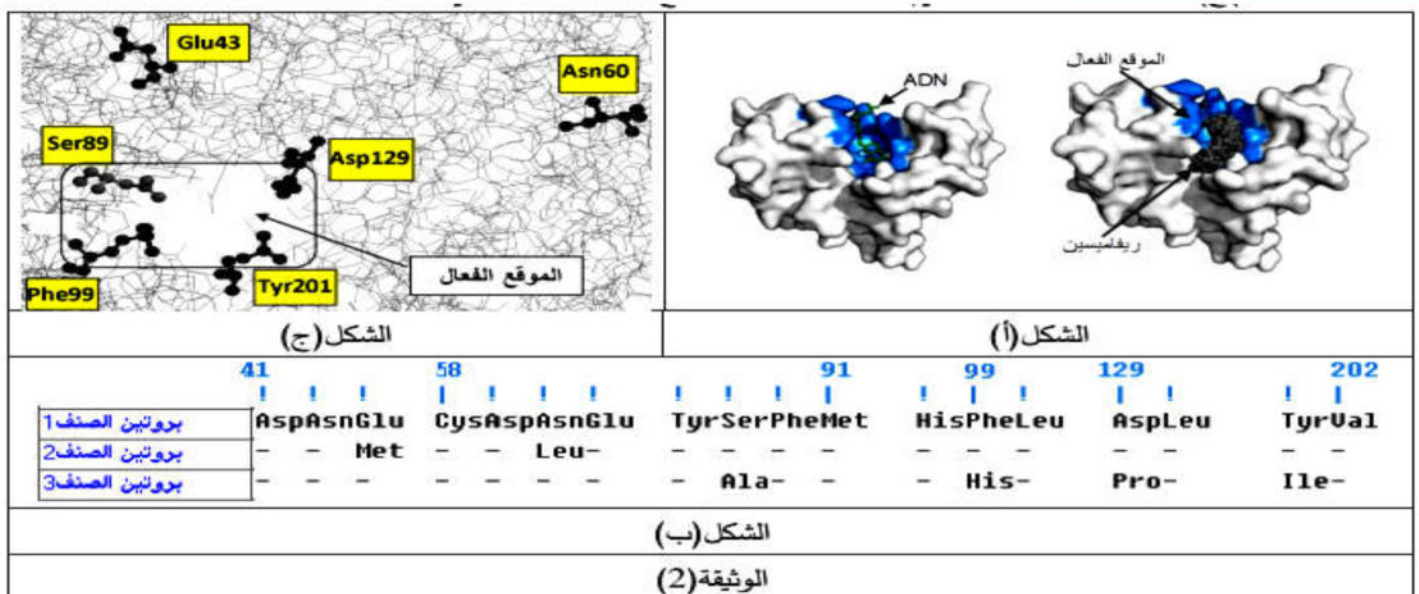 Glu43
Asn60
Ser89
Asp129
Phe99
Tyr201
الموقع الفعال
ADN
الموقع الفعال
ريفاميسين
الشكل(ج)
الشكل(أ)
41 58 91 99 129 202
بروتين الصنف1 AspAsnGlu CysAspAsnGlu TyrSerPheMet HisPheLeu AspLeu TyrVal
بروتين الصنف2 - - Met - - Leu- - - - - - - - - - - -
بروتين الصنف3 - - - - - - - - Ala- - - His- Pro- Ile-
الشكل(ب)
الوثيقة(2)